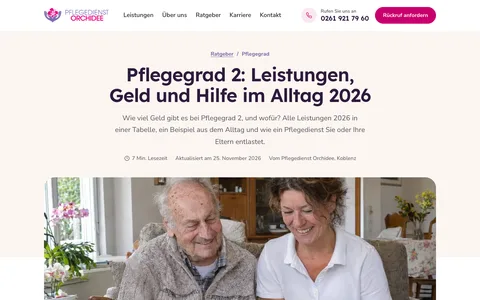 PFLEGEDIENST
ORCHIDEE
Leistungen
Über uns
Ratgeber
Karriere
Kontakt
Rufen Sie uns an
0261 921 79 60
Rückruf anfordern
Ratgeber / Pflegegrad
Pflegegrad 2: Leistungen,
Geld und Hilfe im Alltag 2026
Wie viel Geld gibt es bei Pflegegrad 2, und wofür? Alle Leistungen 2026 in
einer Tabelle, ein Beispiel aus dem Alltag und wie ein Pflegedienst Sie oder Ihre
Eltern entlastet.
7 Min. Lesezeit
Aktualisiert am 25. November 2026
Vom Pflegedienst Orchidee, Koblenz